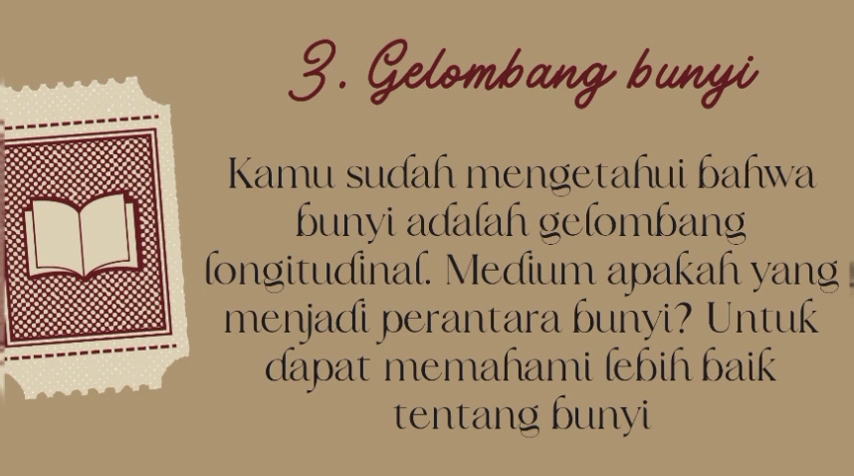 3. Gelombang bunyi
Kamu sudah mengetahui bahwa
bunyi adalah gelombang
longitudinal. Medium apakah yang
menjadi perantara bunyi? Untuk
dapat memahami lebih baik
tentang bunyi